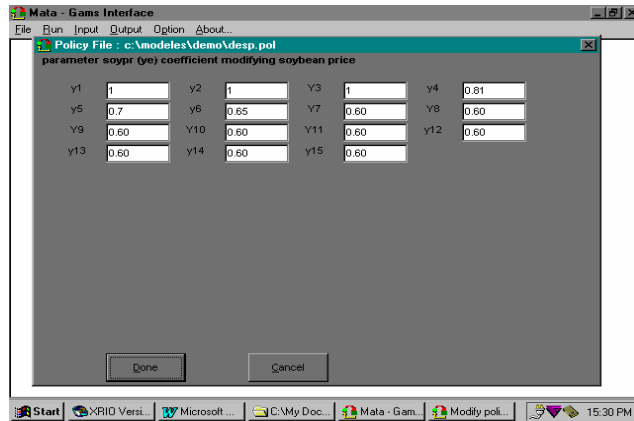 Mata - Gams Interface
File Run Input Output Option About...
Policy File : c:\modeles\demo\desp.pol
parameter soypr (ye) coefficient modifying soybean price
y1 1 y2 1 Y3 1 y4 0.81
y5 0.7 y6 0.65 Y7 0.60 Y8 0.60
Y9 0.60 Y10 0.60 Y11 0.60 y12 0.60
y13 0.60 y14 0.60 y15 0.60
Done Cancel
Start XRIO Versi... Microsoft ... C:\My Doc... Mata - Gam... Modify poli... 15:30 PM